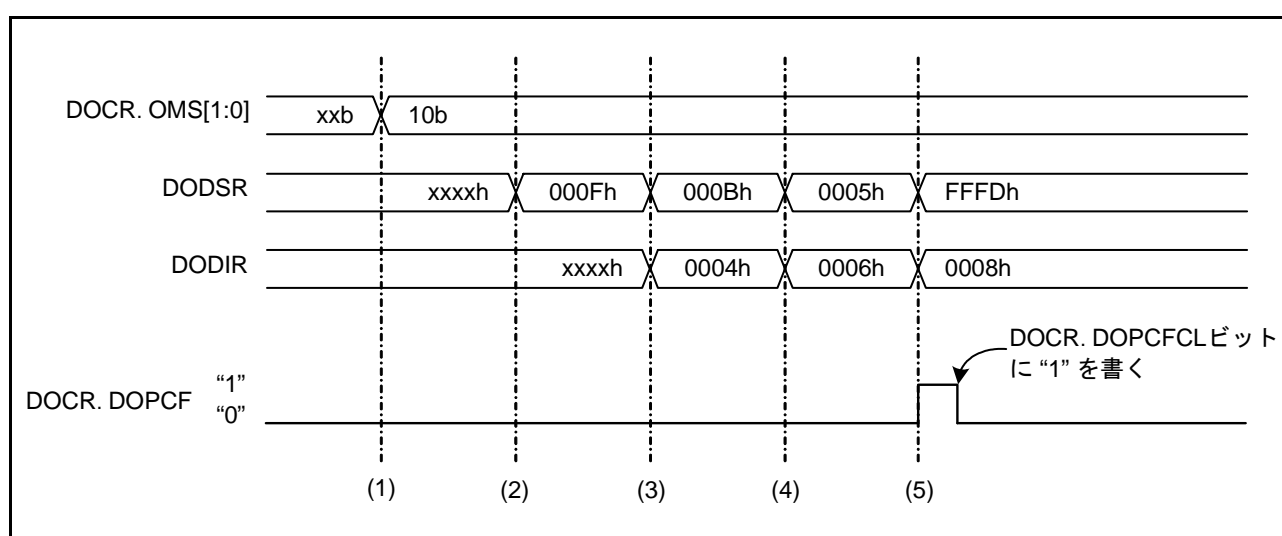 DOCR. OMS[1:0]
xxb
10b
DODSR
xxxxh
000Fh
000Bh
0005h
FFFDh
DODIR
xxxxh
0004h
0006h
0008h
DOCR. DOPCFCLビット
に “1” を書く
DOCR. DOPCF
“1”
“0”
(1)
(2)
(3)
(4)
(5)